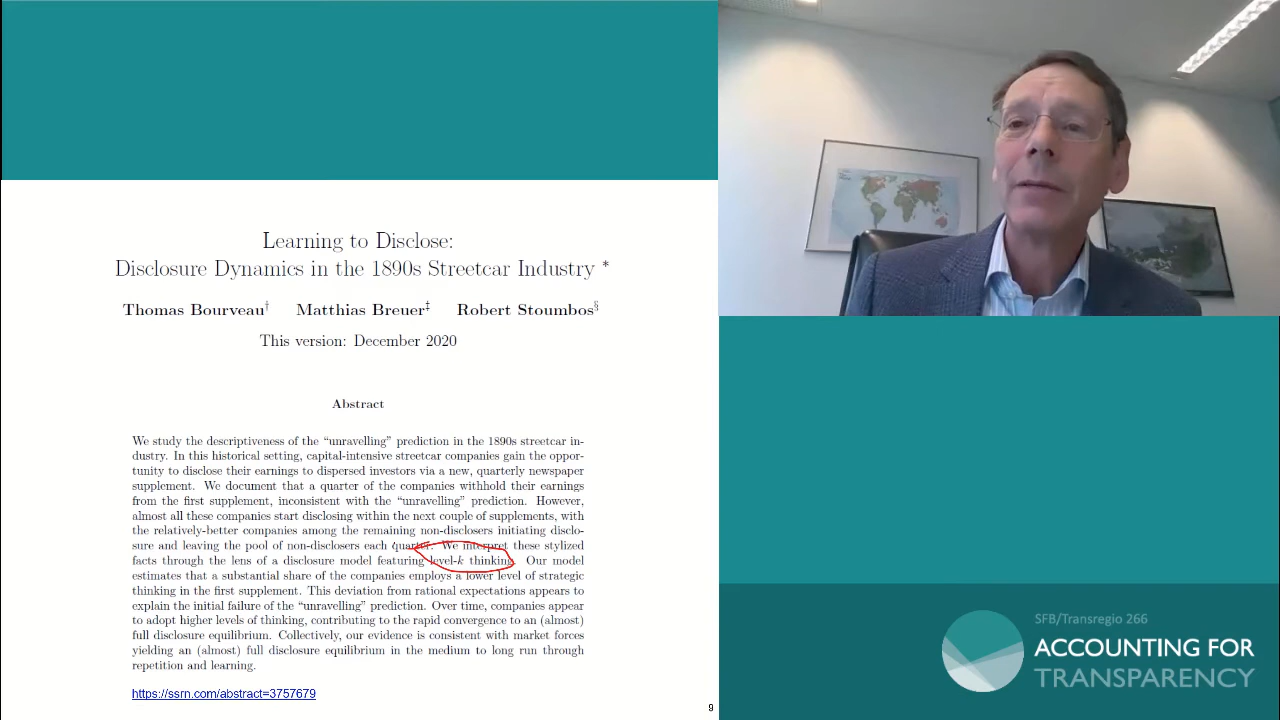 Learning to Disclose:
Disclosure Dynamics in the 1890s Streetcar Industry *
Thomas Bourveau† Matthias Breuer‡ Robert Stoumbos§
This version: December 2020
Abstract
We study the descriptiveness of the “unravelling” prediction in the 1890s streetcar in-
dustry. In this historical setting, capital-intensive streetcar companies gain the oppor-
tunity to disclose their earnings to dispersed investors via a new, quarterly newspaper
supplement. We document that a quarter of the companies withhold their earnings
from the first supplement, inconsistent with the “unravelling” prediction. However,
almost all these companies start disclosing within the next couple of supplements, with
the relatively-better companies among the remaining non-disclosers initiating disclo-
sure and leaving the pool of non-disclosers each quarter. We interpret these stylized
facts through the lens of a disclosure model featuring level-k thinking. Our model
estimates that a substantial share of the companies employs a lower level of strategic
thinking in the first supplement. This deviation from rational expectations appears to
explain the initial failure of the “unravelling” prediction. Over time, companies appear
to adopt higher levels of thinking, contributing to the rapid convergence to an (almost)
full disclosure equilibrium. Collectively, our evidence is consistent with market forces
yielding an (almost) full disclosure equilibrium in the medium to long run through
repetition and learning.
https://ssrn.com/abstract=3757679
9
SFB/Transregio 266
ACCOUNTING FOR
TRANSPARENCY